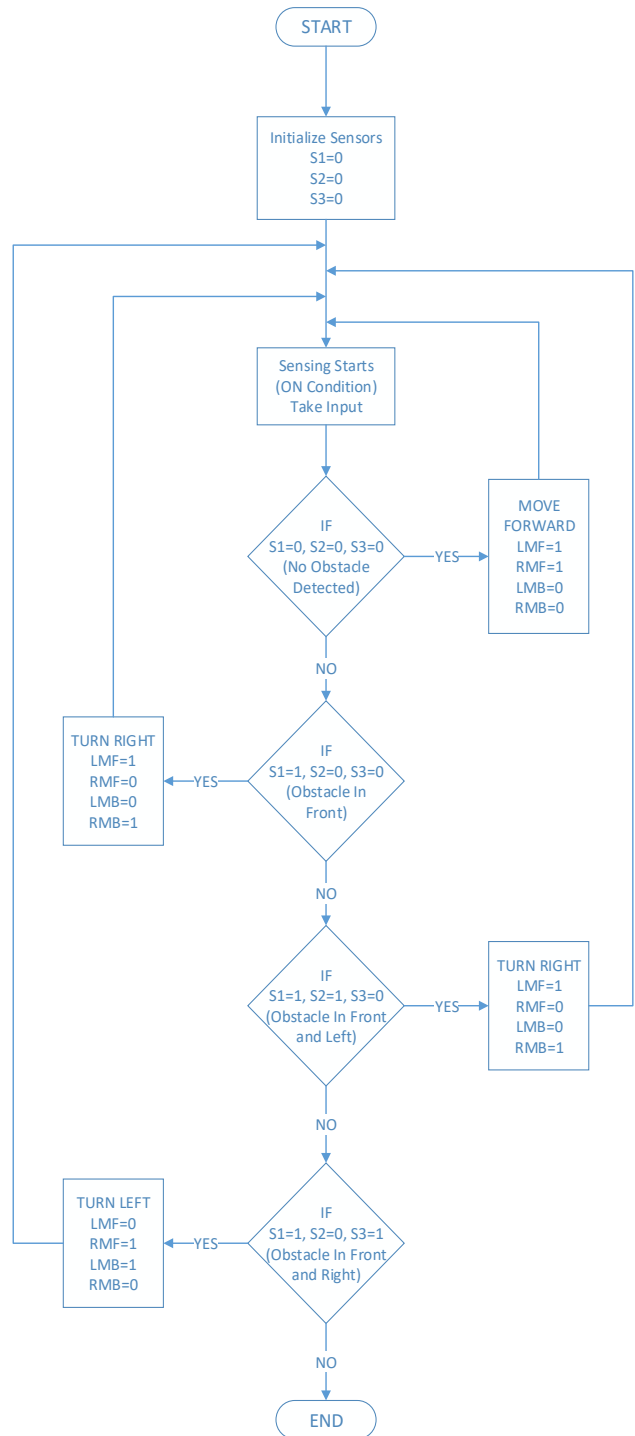 START
Initialize Sensors
S1=0
S2=0
S3=0
Sensing Starts
(ON Condition)
Take Input
IF
S1=0, S2=0, S3=0
(No Obstacle
Detected)
YES
MOVE
FORWARD
LMF=1
RMF=1
LMB=0
RMB=0
NO
IF
S1=1, S2=0, S3=0
(Obstacle In
Front)
YES
TURN RIGHT
LMF=1
RMF=0
LMB=0
RMB=1
NO
IF
S1=1, S2=1, S3=0
(Obstacle In Front
and Left)
YES
TURN RIGHT
LMF=1
RMF=0
LMB=0
RMB=1
NO
IF
S1=1, S2=0, S3=1
(Obstacle In Front
and Right)
YES
TURN LEFT
LMF=0
RMF=1
LMB=1
RMB=0
NO
END